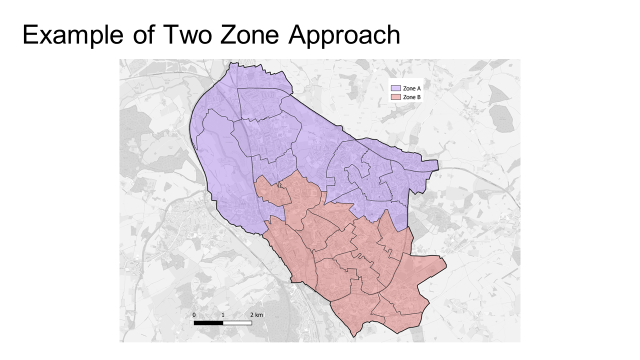 Example of Two Zone Approach
Zone A
Zone B
0 1 2 km